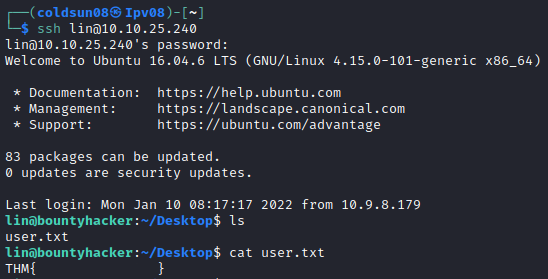 ┌──(coldsun08㉿Ipv08)-[~]
└─$ ssh lin@10.10.25.240
lin@10.10.25.240's password:
Welcome to Ubuntu 16.04.6 LTS (GNU/Linux 4.15.0-101-generic x86_64)

 * Documentation:  https://help.ubuntu.com
 * Management:     https://landscape.canonical.com
 * Support:        https://ubuntu.com/advantage

83 packages can be updated.
0 updates are security updates.

Last login: Mon Jan 10 08:17:17 2022 from 10.9.8.179
lin@bountyhacker:~/Desktop$ ls
user.txt
lin@bountyhacker:~/Desktop$ cat user.txt
THM{               }